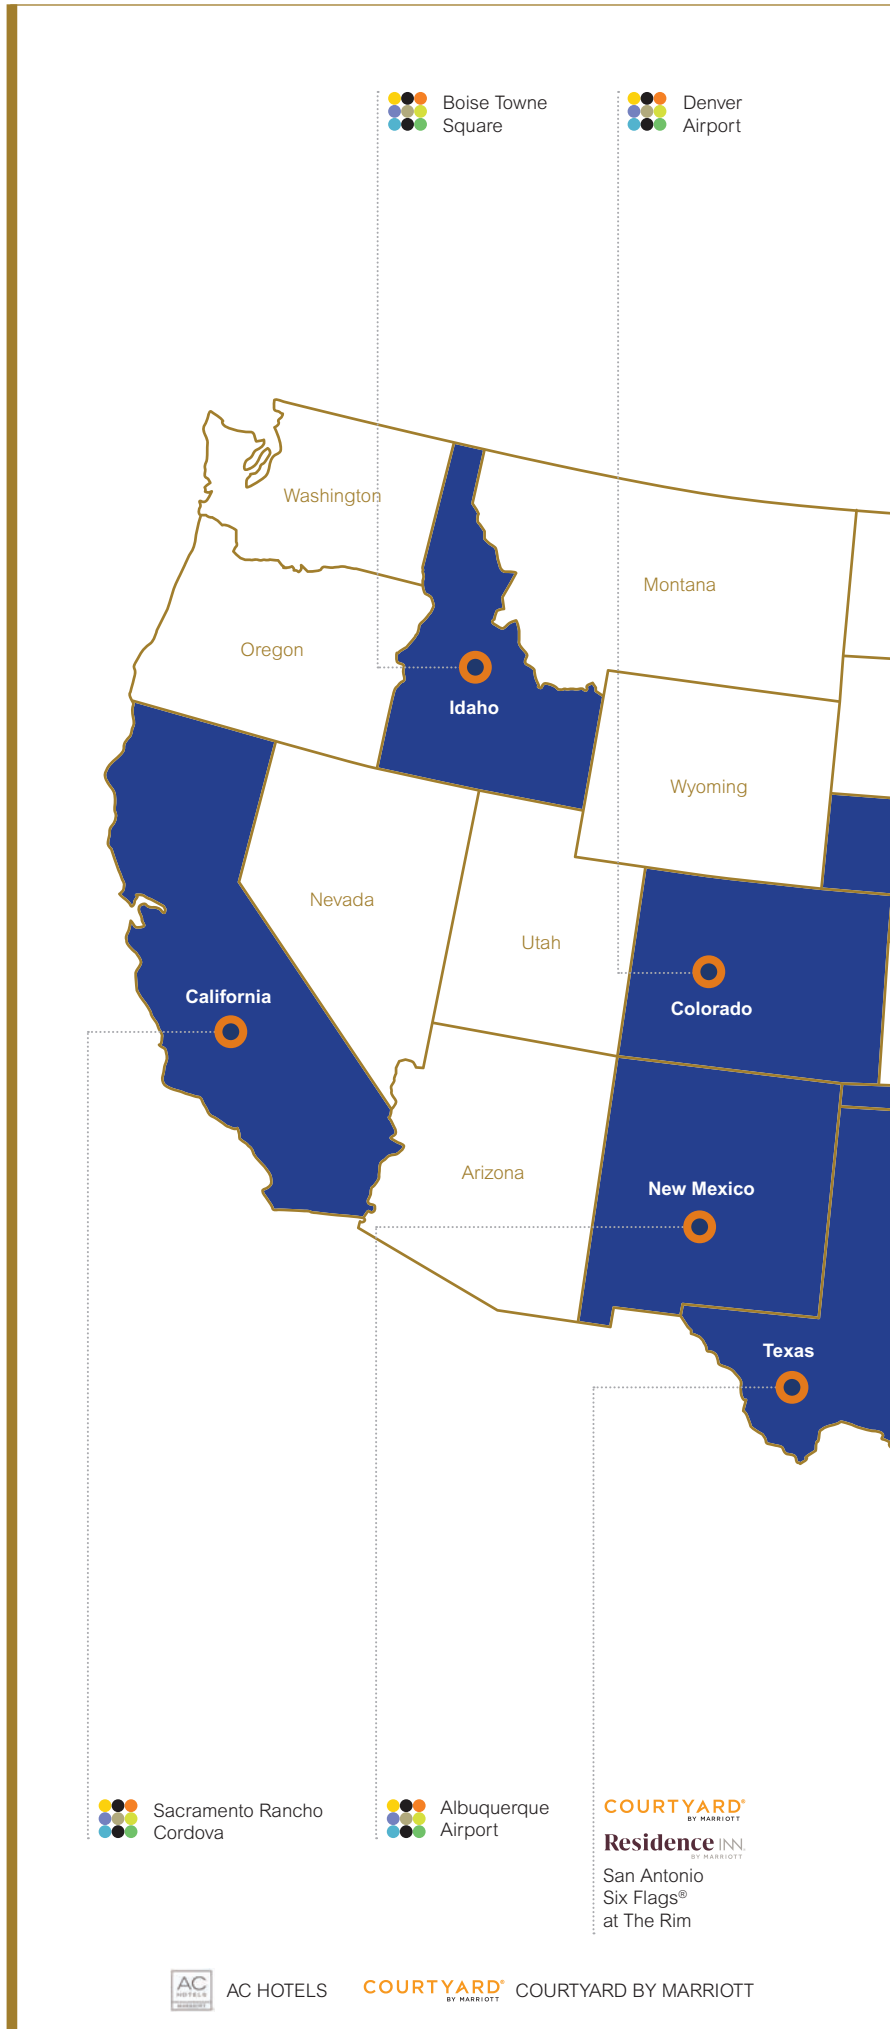 Boise Towne
Square
Denver
Airport
Washington
Montana
Oregon
Idaho
Wyoming
Nevada
Utah
California
Colorado
Arizona
New Mexico
Texas
Sacramento Rancho
Cordova
Albuquerque
Airport
COURTYARD®
BY MARRIOTT
Residence INN.
BY MARRIOTT
San Antonio
Six Flags®
at The Rim
AC
HOTELS
MARRIOTT
AC HOTELS
COURTYARD®
BY MARRIOTT
COURTYARD BY MARRIOTT